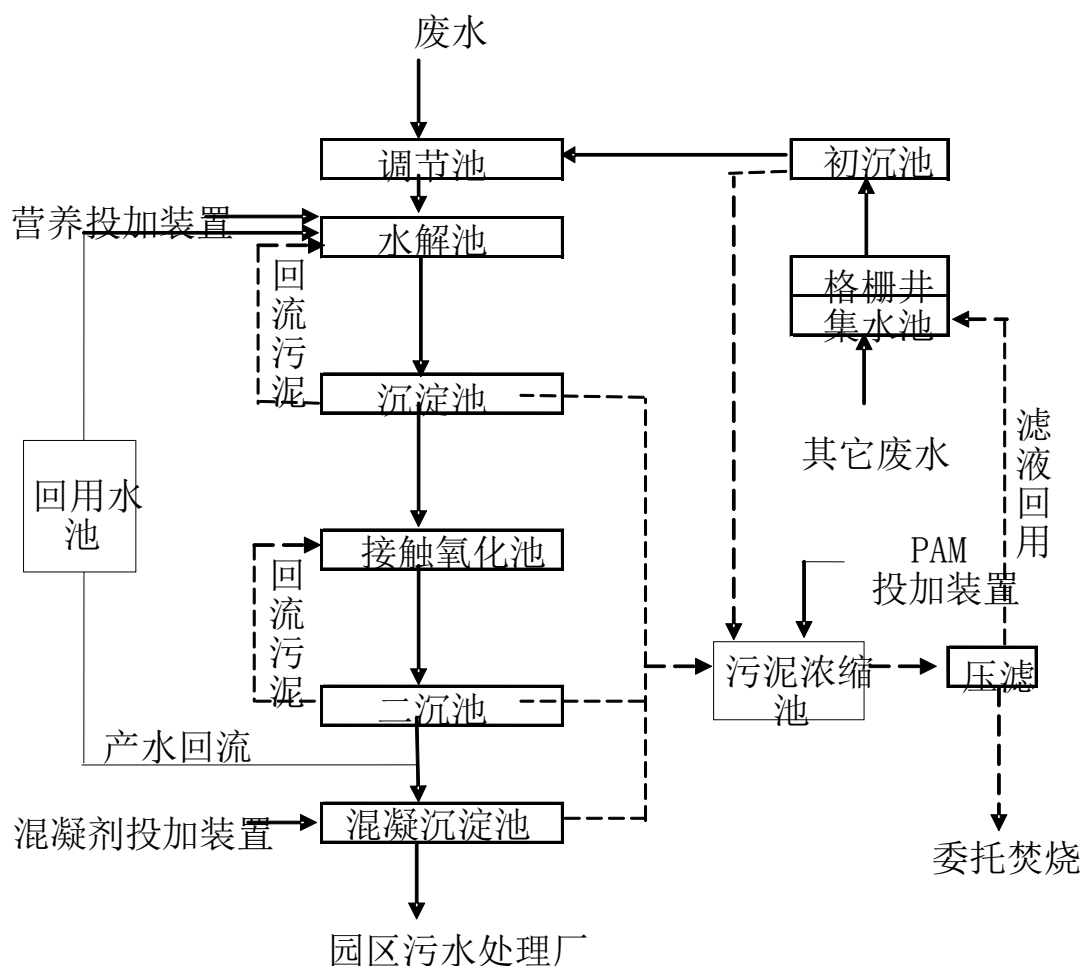 废水
调节池
初沉池
营养投加装置
水解池
回流污泥
格栅井
集水池
沉淀池
其它废水
滤液回用
回用水
池
接触氧化池
PAM
投加装置
回流污泥
污泥浓缩
池
压滤
二沉池
产水回流
混凝剂投加装置
混凝沉淀池
委托焚烧
园区污水处理厂